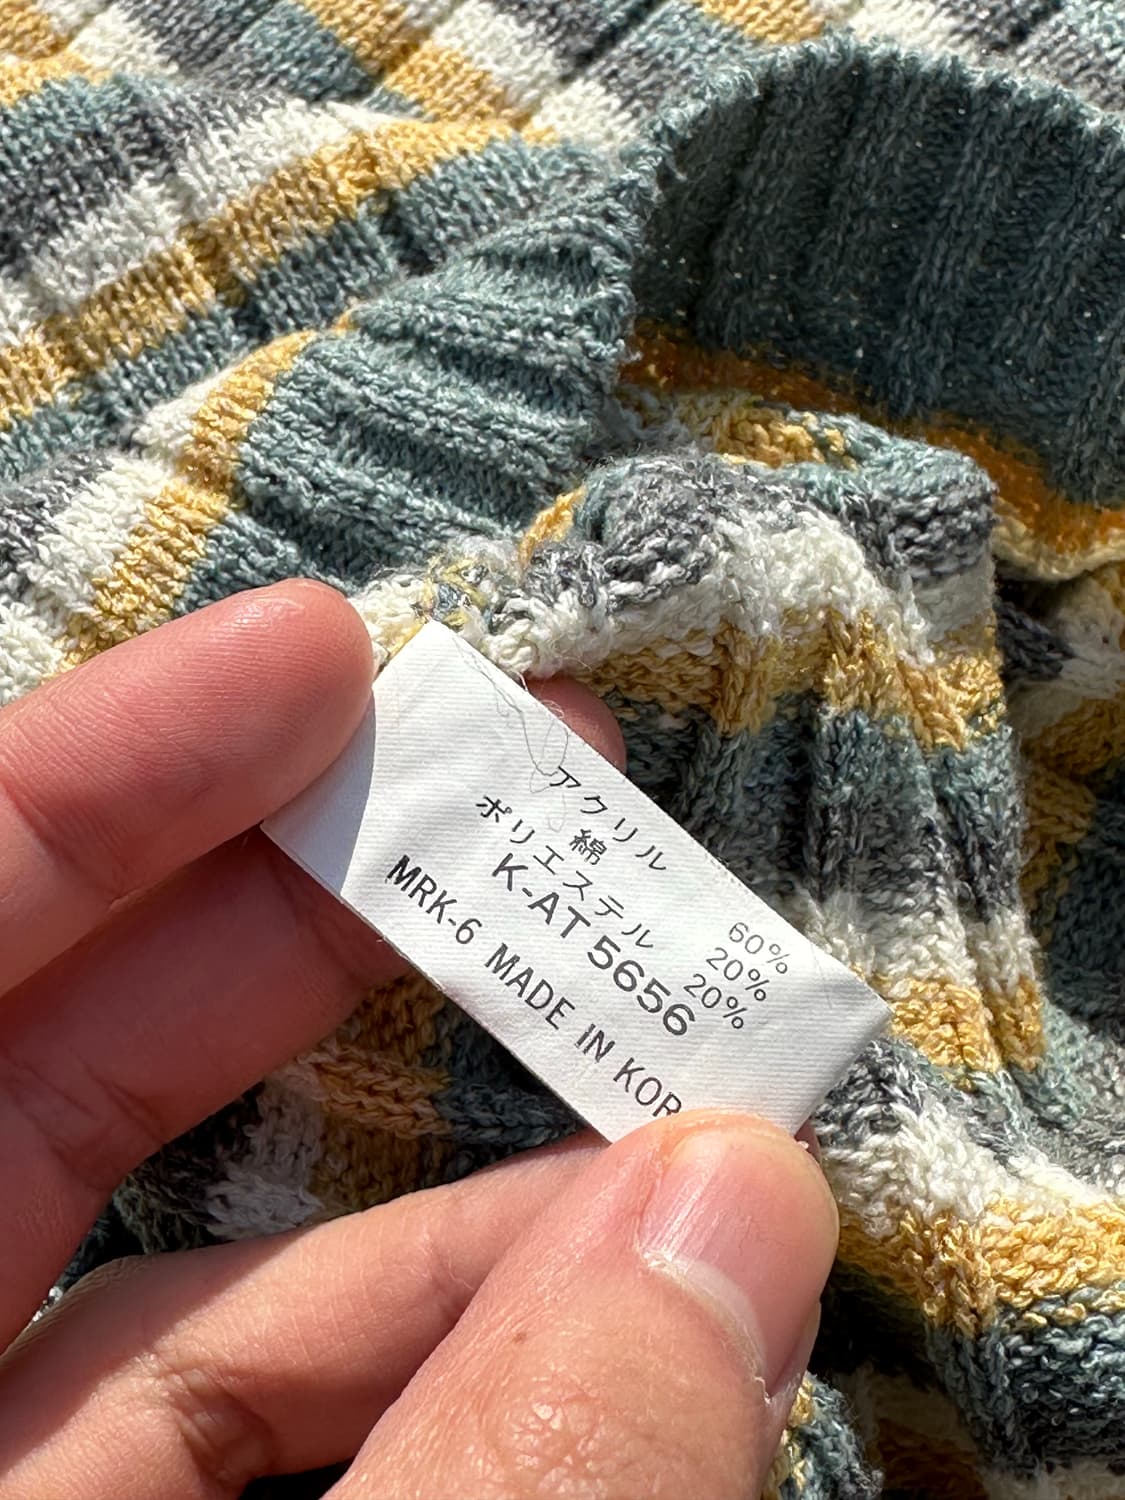 アクリル 60%
綿 20%
ポリエステル 20%
K-AT 5656
MRK-6 MADE IN KOR